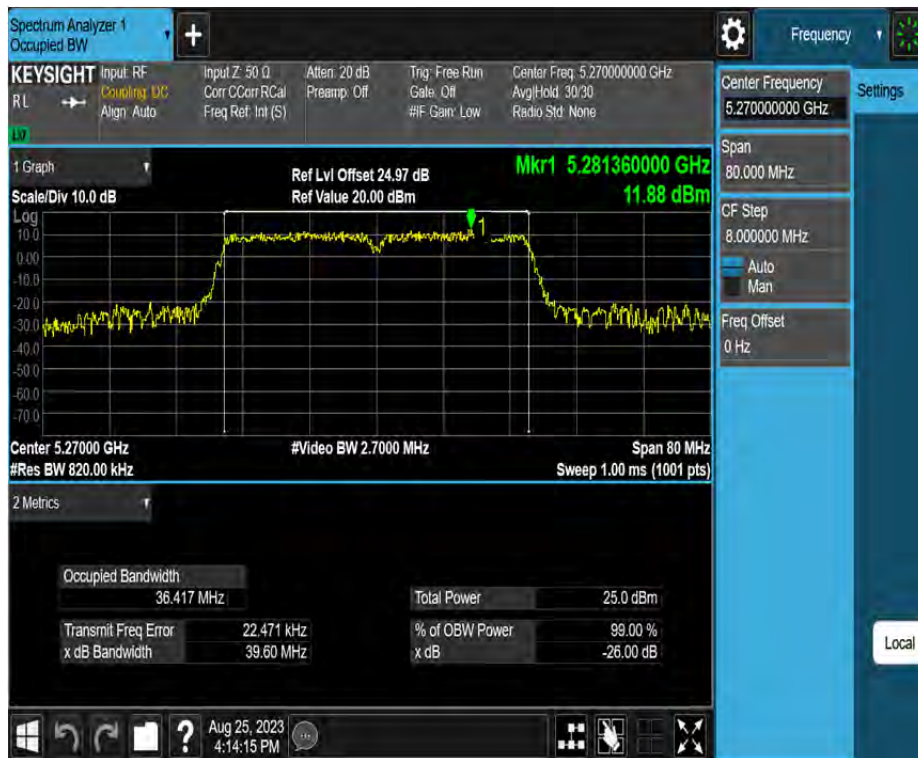 Spectrum Analyzer 1
Occupied BW
+
Frequency
KEYSIGHT
RL
LXI
Input: RF
Coupling: DC
Align: Auto
Input Z: 50 Ω
Corr CCorr RCal
Freq Ref: Int (S)
Atten: 20 dB
Preamp: Off
Trig: Free Run
Gate: Off
#IF Gain: Low
Center Freq: 5.270000000 GHz
Avg|Hold: 30/30
Radio Std: None
Center Frequency
5.270000000 GHz
Settings
Span
80.000 MHz
CF Step
8.000000 MHz
Auto
Man
Freq Offset
0 Hz
1 Graph
Scale/Div 10.0 dB
Ref Lvl Offset 24.97 dB
Ref Value 20.00 dBm
Mkr1 5.281360000 GHz
11.88 dBm
Log
10.0
0.00
-10.0
-20.0
-30.0
-40.0
-50.0
-60.0
-70.0
1
Center 5.27000 GHz
#Video BW 2.7000 MHz
Span 80 MHz
#Res BW 820.00 kHz
Sweep 1.00 ms (1001 pts)
2 Metrics
Occupied Bandwidth
36.417 MHz
Total Power 25.0 dBm
Transmit Freq Error 22.471 kHz
% of OBW Power 99.00 %
x dB Bandwidth 39.60 MHz
x dB -26.00 dB
Local
?
Aug 25, 2023
4:14:15 PM